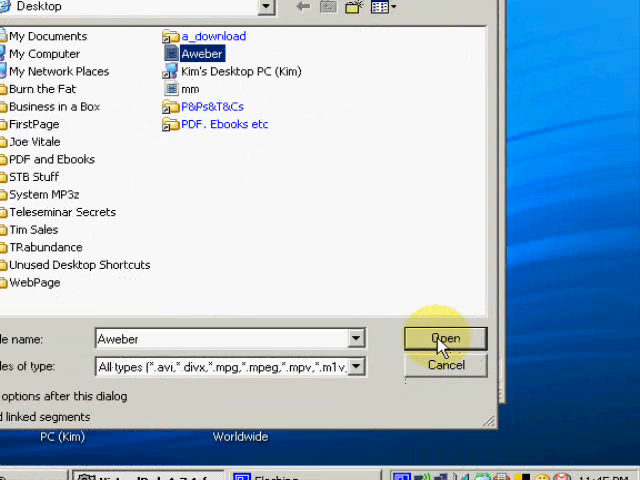 Desktop
My Documents
My Computer
My Network Places
Burn the Fat
Business in a Box
FirstPage
Joe Vitale
PDF and Ebooks
STB Stuff
System MP3z
Teleseminar Secrets
Tim Sales
TRabundance
Unused Desktop Shortcuts
WebPage
a_download
Aweber
Kim's Desktop PC (Kim)
mm
P&Ps&T&Cs
PDF. Ebooks etc
le name: Aweber Open
les of type: All types (*.avi,*.divx,*.mpg,*.mpeg,*.mpv,*.m1v, Cancel
options after this dialog
d linked segments
PC (Kim) Worldwide